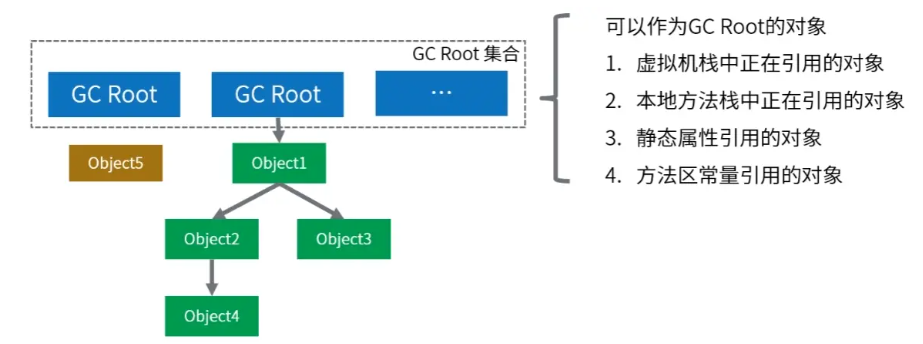 GC Root 集合
GC Root
GC Root
...
Object5
Object1
Object2
Object3
Object4
可以作为GC Root的对象
1. 虚拟机栈中正在引用的对象
2. 本地方法栈中正在引用的对象
3. 静态属性引用的对象
4. 方法区常量引用的对象